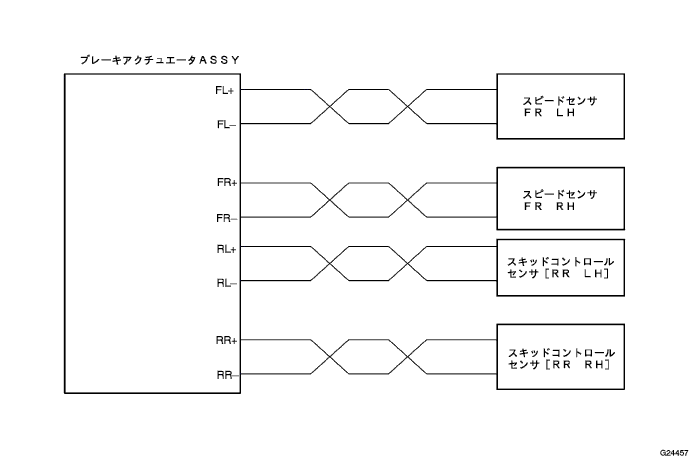 ブレーキアクチュエータＡＳＳＹ
FL+
FL−
FR+
FR−
RL+
RL−
RR+
RR−
スピードセンサ
ＦＲ　ＬＨ
スピードセンサ
ＦＲ　ＲＨ
スキッドコントロール
センサ［ＲＲ　ＬＨ］
スキッドコントロール
センサ［ＲＲ　ＲＨ］
G24457